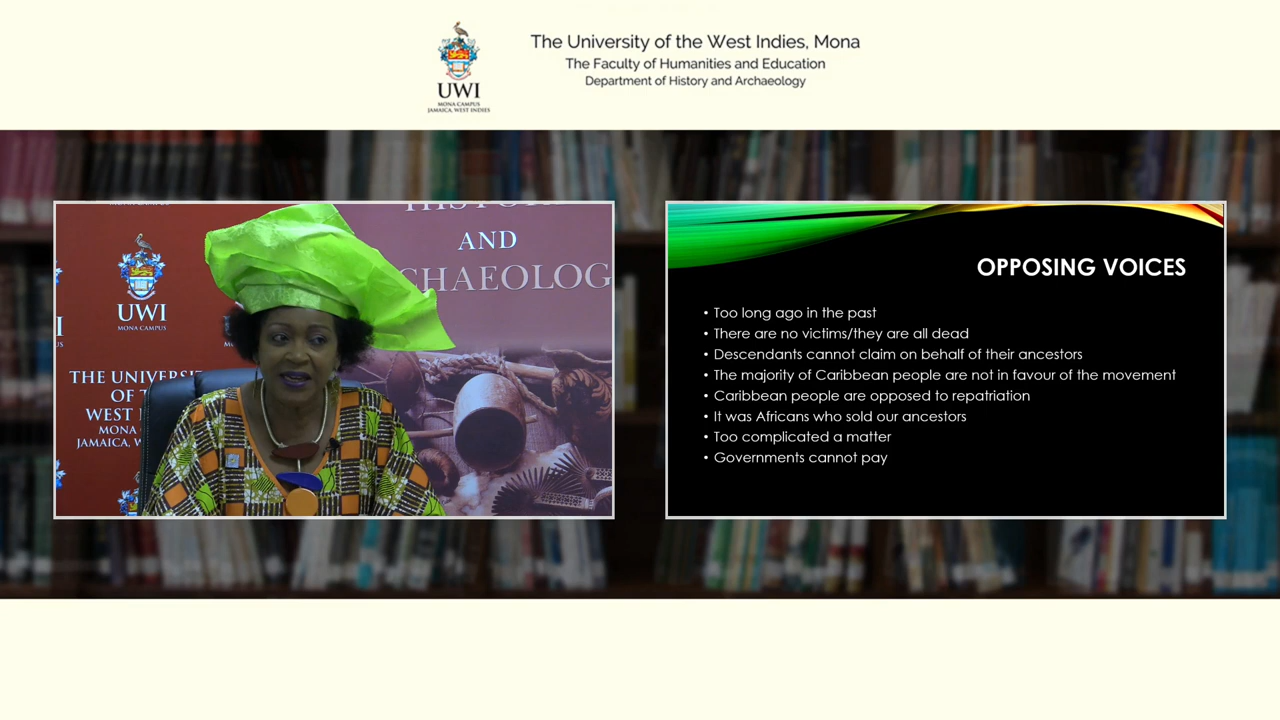 The University of the West Indies, Mona
The Faculty of Humanities and Education
Department of History and Archaeology
UWI
MONA CAMPUS
JAMAICA, WEST INDIES
AND
CHAEOLOG
UWI
MONA CAMPUS
THE UNIVERSI
OF T
WEST I
MONA
JAMAICA, W
OPPOSING VOICES
• Too long ago in the past
• There are no victims/they are all dead
• Descendants cannot claim on behalf of their ancestors
• The majority of Caribbean people are not in favour of the movement
• Caribbean people are opposed to repatriation
• It was Africans who sold our ancestors
• Too complicated a matter
• Governments cannot pay